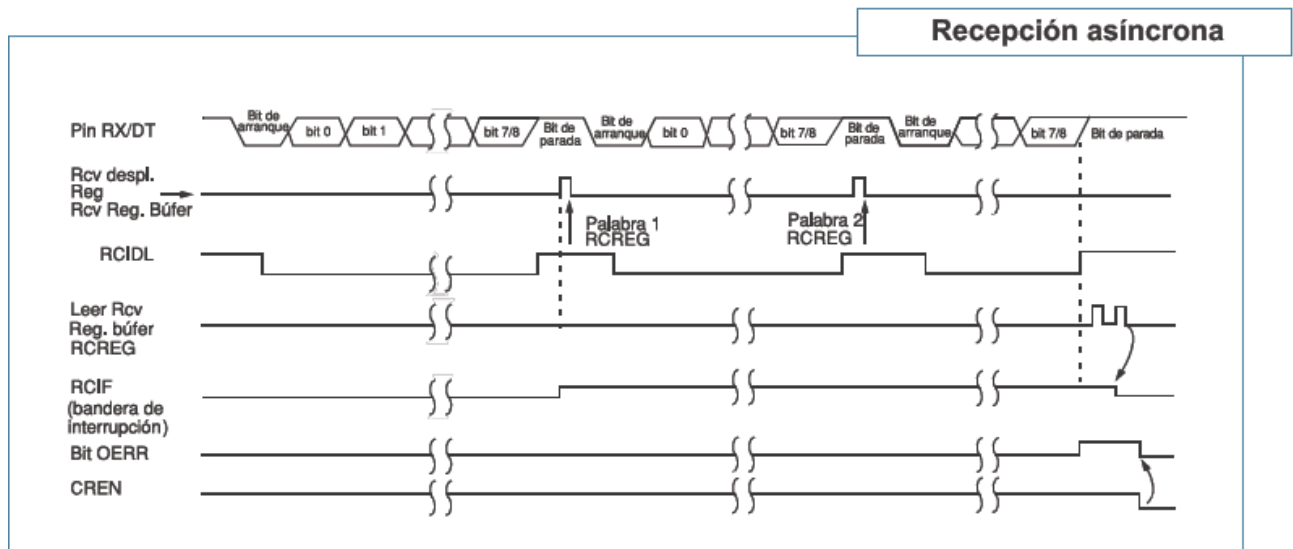 Recepción asíncrona
Pin RX/DT
Bit de
arranque
bit 0
bit 1
bit 7/8
Bit de
parada
Bit de
arranque
bit 0
bit 7/8
Bit de
parada
Bit de
arranque
bit 7/8
Bit de parada
Rcv despl.
Reg
Rcv Reg. Búfer
Palabra 1
RCREG
Palabra 2
RCREG
RCIDL
Leer Rcv
Reg. búfer
RCREG
RCIF
(bandera de
interrupción)
Bit OERR
CREN